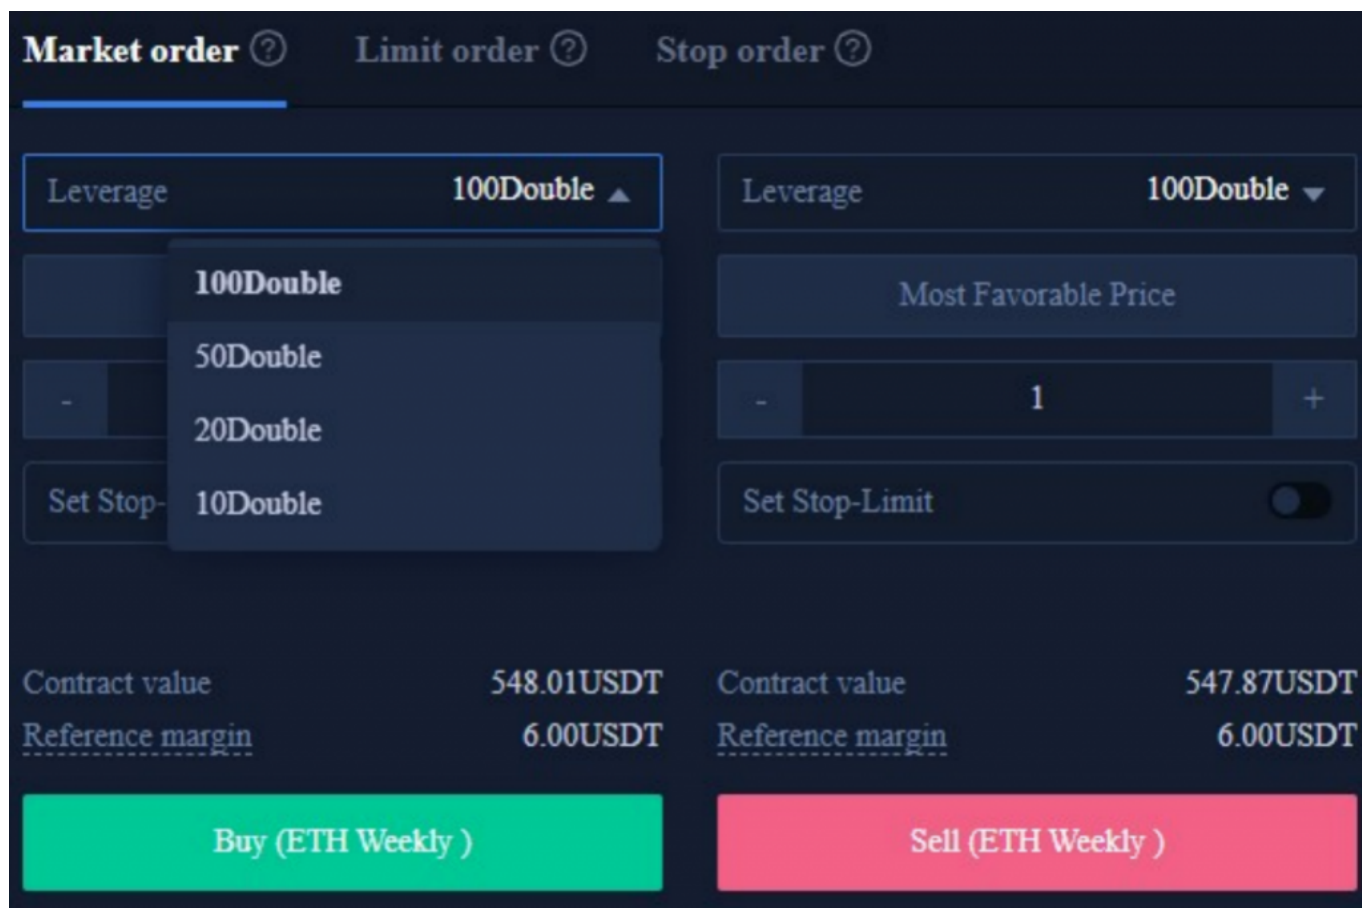 Market order ? Limit order ? Stop order ?
Leverage 100Double
Leverage 100Double
100Double
50Double
20Double
10Double
Most Favorable Price
-
- 1 +
Set Stop-
Set Stop-Limit
Contract value 548.01USDT
Reference margin 6.00USDT
Contract value 547.87USDT
Reference margin 6.00USDT
Buy (ETH Weekly )
Sell (ETH Weekly )